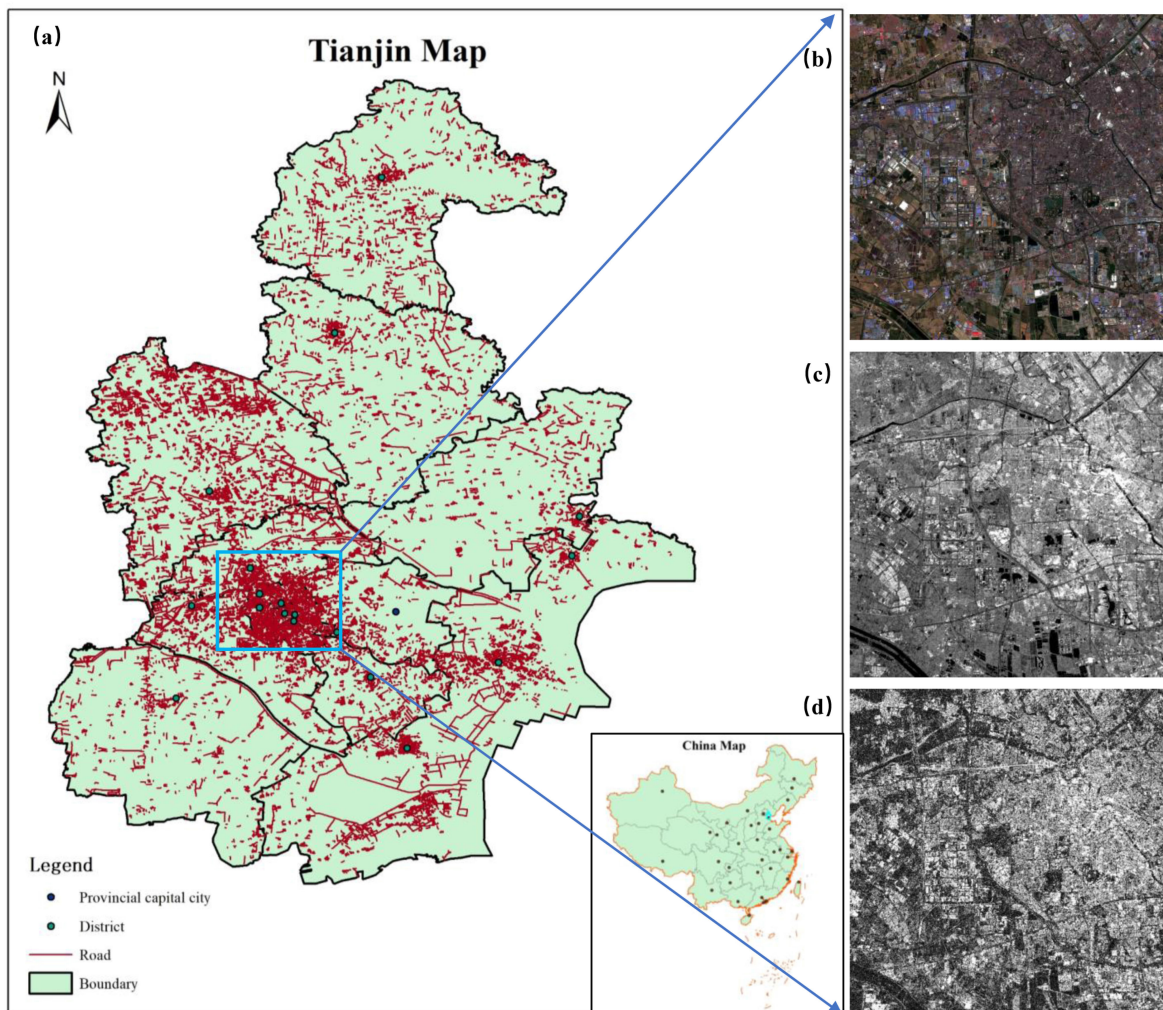 (a)
Tianjin Map
N
(b)
(c)
(d)
China Map
Legend
Provincial capital city
District
Road
Boundary